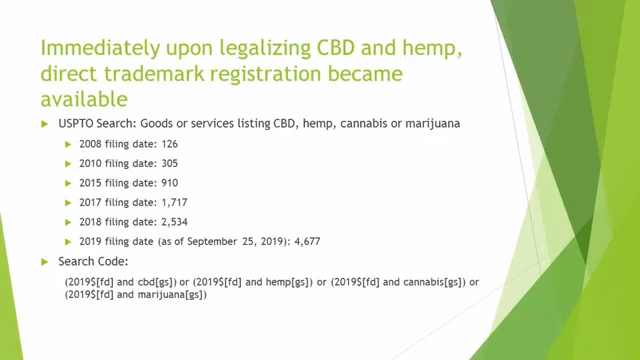 Immediately upon legalizing CBD and hemp,
direct trademark registration became
available
USPTO Search: Goods or services listing CBD, hemp, cannabis or marijuana
2008 filing date: 126
2010 filing date: 305
2015 filing date: 910
2017 filing date: 1,717
2018 filing date: 2,534
2019 filing date (as of September 25, 2019): 4,677
Search Code:
(2019$[fd] and cbd[gs]) or (2019$[fd] and hemp[gs]) or (2019$[fd] and cannabis[gs]) or
(2019$[fd] and marijuana[gs])